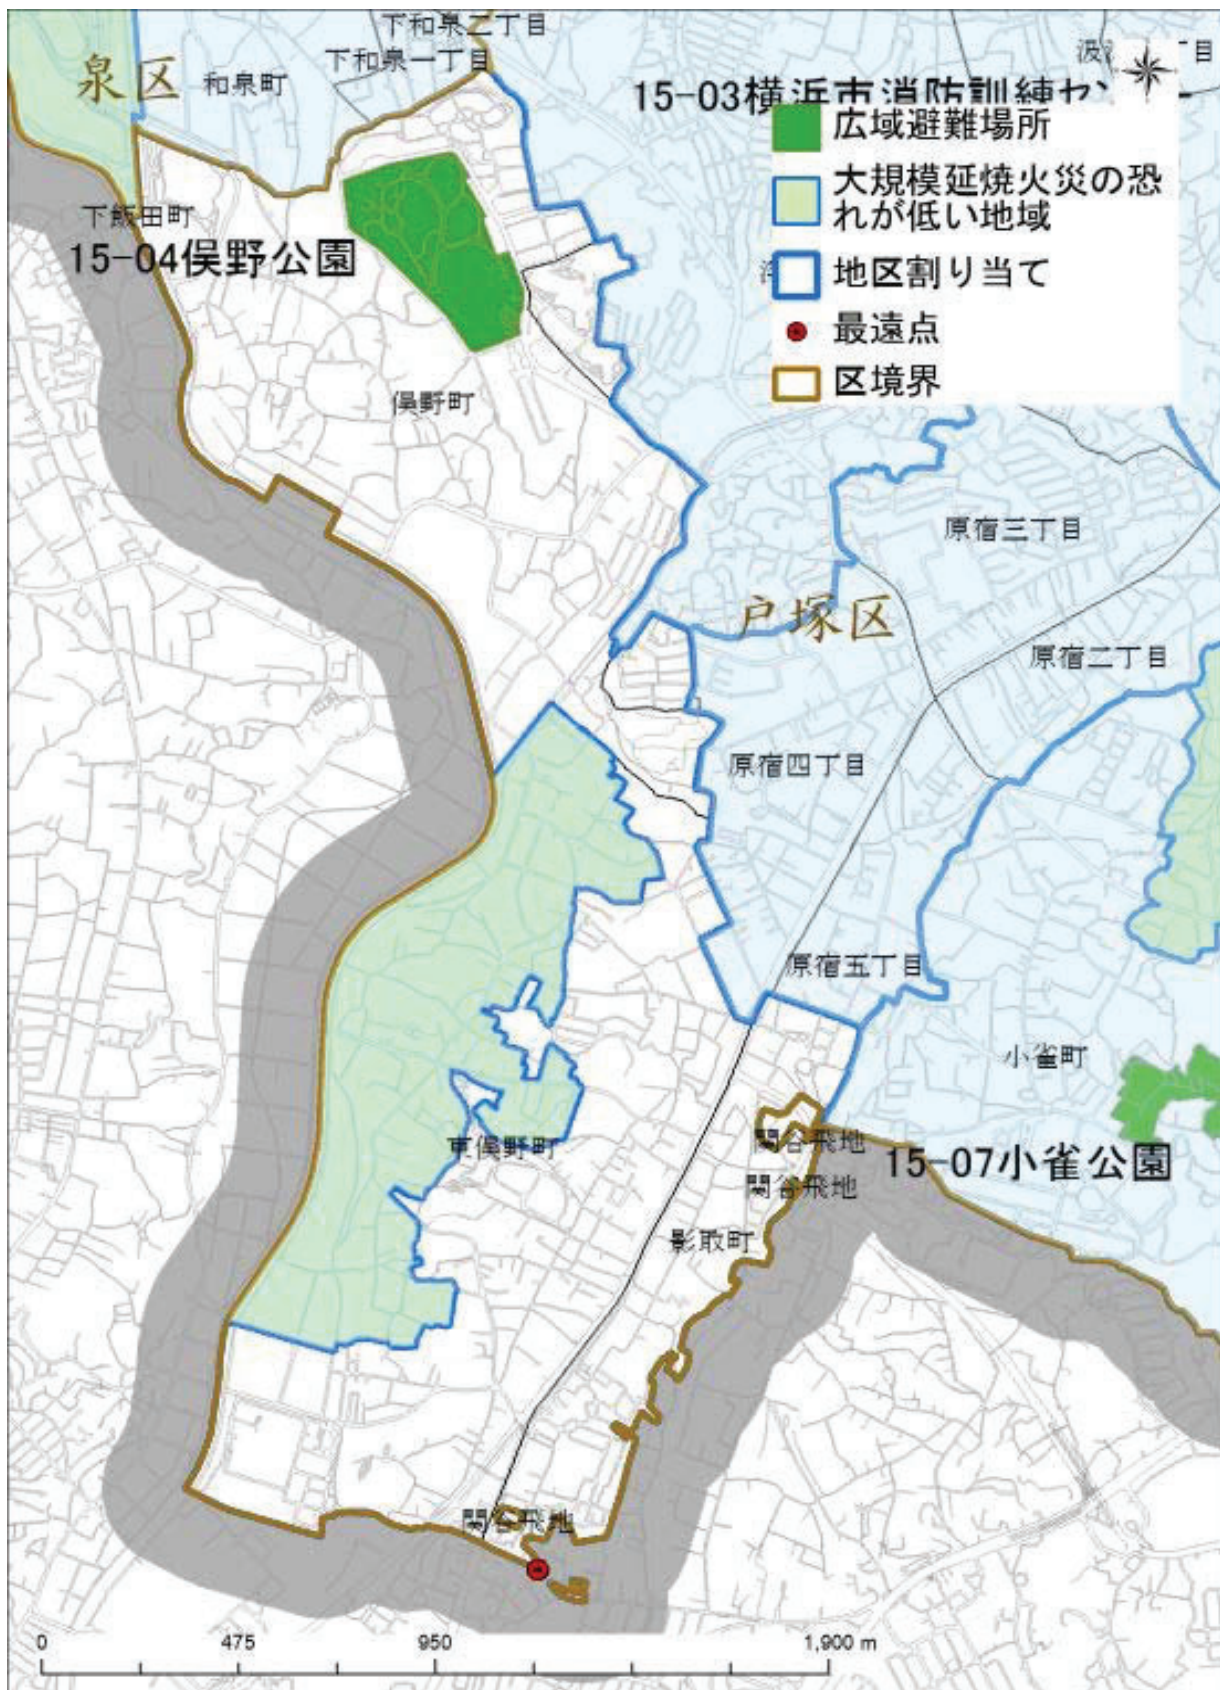 下和泉二丁目
下和泉一丁目
泉区
和泉町
15-03横浜市消防訓練セン
広域避難場所
大規模延焼火災の恐
れが低い地域
地区割り当て
最遠点
区境界
下飯田町
15-04俣野公園
俣野町
原宿三丁目
戸塚区
原宿二丁目
原宿四丁目
原宿五丁目
小雀町
東俣野町
関谷飛地
15-07小雀公園
関谷飛地
影取町
関谷飛地
0 475 950 1,900 m